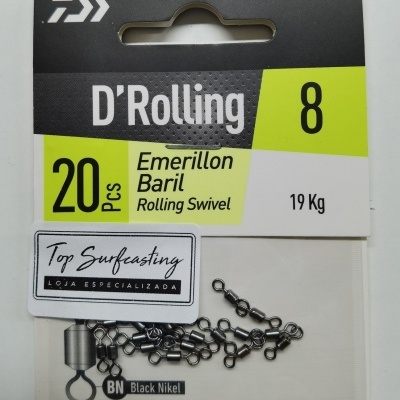 D'Rolling
8
20 Pcs
Emerillon
Baril
Rolling Swivel
19 Kg
Top Surfcasting
LOJA ESPECIALIZADA
BN Black Nikel